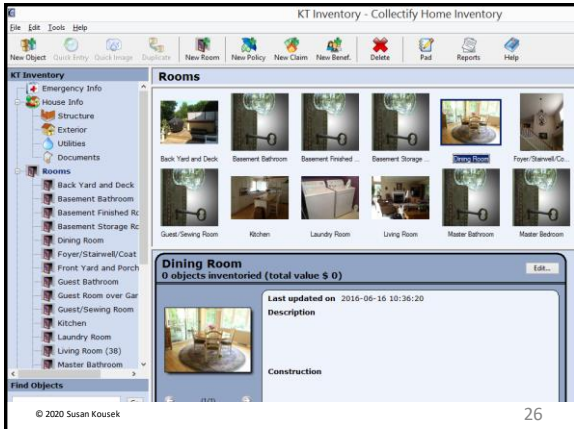 KT Inventory - Collectify Home Inventory
File Edit Tools Help
New Object Quick Entry Quick Image Duplicate New Room New Policy New Claim New Benef. Delete Pad Reports Help
KT Inventory
Emergency Info
House Info
Structure
Exterior
Utilities
Documents
Rooms
Back Yard and Deck
Basement Bathroom
Basement Finished Ro
Basement Storage Ro
Dining Room
Foyer/Stairwell/Coat
Front Yard and Porch
Guest Bathroom
Guest Room over Gar
Guest/Sewing Room
Kitchen
Laundry Room
Living Room (38)
Master Bathroom
Find Objects
Rooms
Back Yard and Deck Basement Bathroom Basement Finished ... Basement Storage ... Dining Room Foyer/Stairwell/Co...
Guest/Sewing Room Kitchen Laundry Room Living Room Master Bathroom Master Bedroom
Dining Room
0 objects inventoried (total value $ 0)
Edit...
Last updated on 2016-06-16 10:36:20
Description
Construction
© 2020 Susan Kousek
26